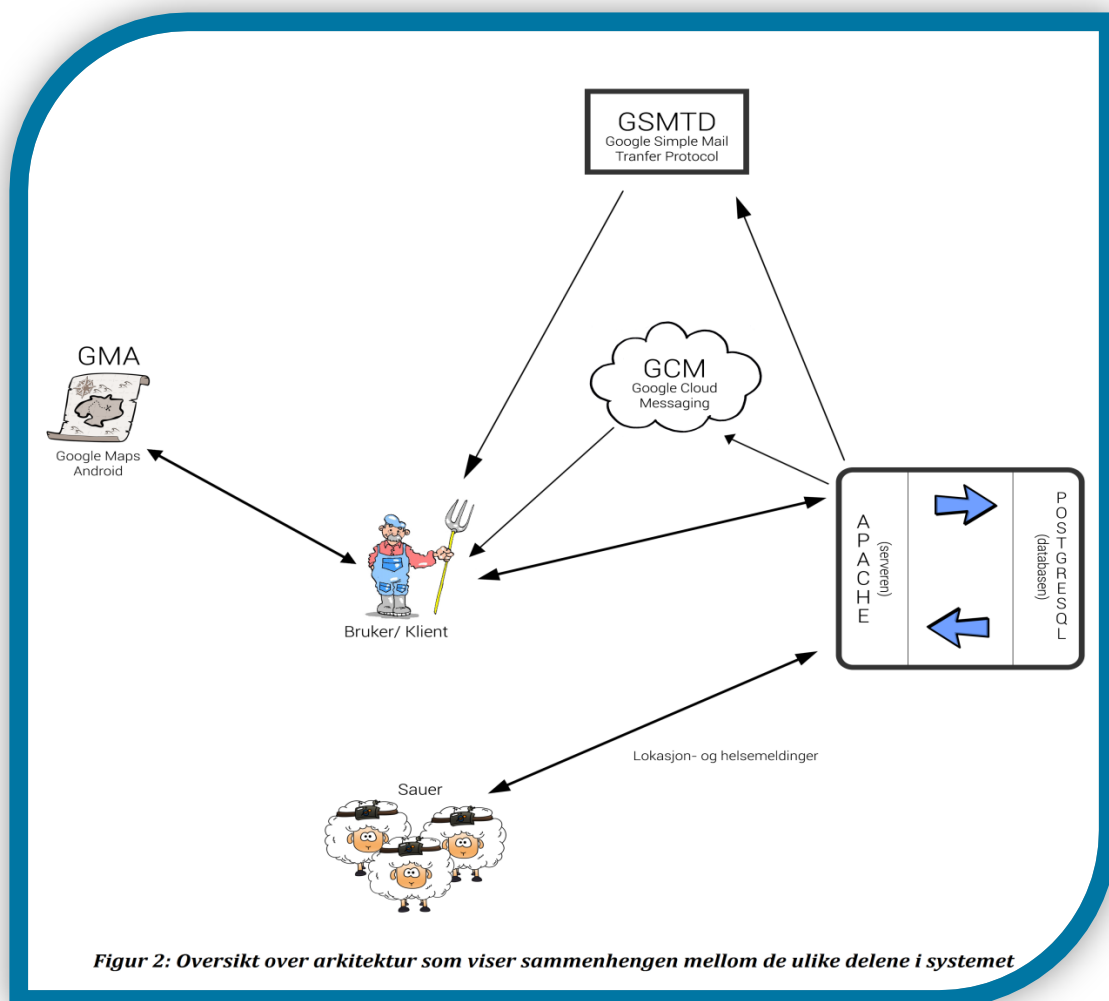 GSMTD
Google Simple Mail
Tranfer Protocol
GCM
Google Cloud
Messaging
GMA
Google Maps
Android
Bruker/ Klient
APACHE
(serveren)
POSTGRESQL
(databasen)
Lokasjon- og helsemeldinger
Sauer
Figur 2: Oversikt over arkitektur som viser sammenhengen mellom de ulike delene i systemet